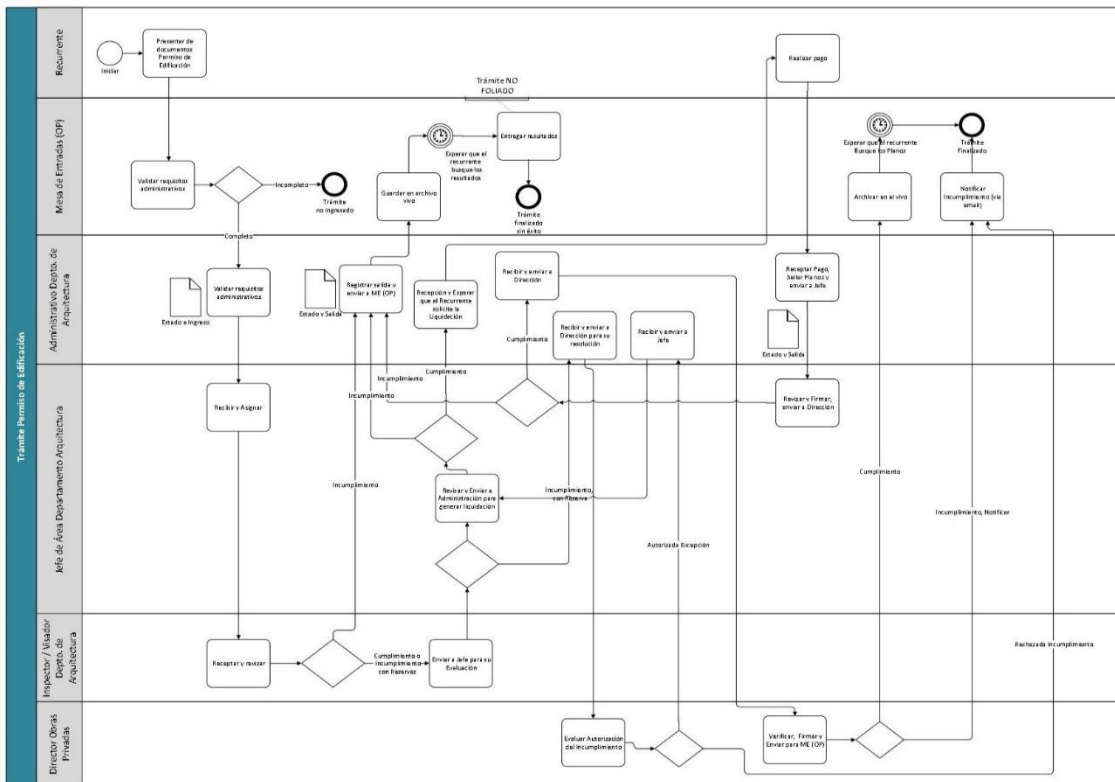 Trámite Permiso de Edificación
Recurrente
Iniciar
Presentar de
documentos
Permiso de
Edificación
Realizar pago
Trámite NO
FOLIADO
Mesa de Entradas (OP)
Validar requisitos
administrativos
Incompleto
Trámite
no ingresado
Completo
Guardar en archivo
vivo
Esperar que el
recurrente
busque los
resultados
Entregar resultados
Trámite
finalizado
sin éxito
Esperar que el recurrente
Busque los Planos
Trámite
Finalizado
Archivar en el vivo
Notificar
Incumplimiento (via
email)
Administrativo Depto. de
Arquitectura
Validar requisitos
administrativos
Estado e Ingreso
Registrar salida y
enviar a ME (OP)
Estado y Salida
Recepción y Esperar
que el Recurrente
solicite la
Liquidación
Recibir y enviar a
Dirección
Recibir y enviar a
Dirección para su
resolución
Recibir y enviar a
Jefe
Receptar Pago,
Sellar Planos y
enviar a Jefe
Estado y Salida
Cumplimiento
Cumplimiento
Incumplimiento
Incumplimiento
Jefe de Área Departamento Arquitectura
Recibir y Asignar
Revisar y Firmar,
enviar a Dirección
Incumplimiento
Revisar y Enviar a
Administración para
generar liquidación
Incumplimiento,
con Reserva
Autorizada Excepción
Cumplimiento
Incumplimiento, Notificar
Inspector / Visador
Depto. de
Arquitectura
Receptar y revisar
Cumplimiento o
Incumplimiento
con Reservas
Enviar a Jefe para su
Evaluación
Rechazada Incumplimiento
Director Obras
Privadas
Evaluar Autorización
del Incumplimiento
Verificar, Firmar y
Enviar para ME (OP)